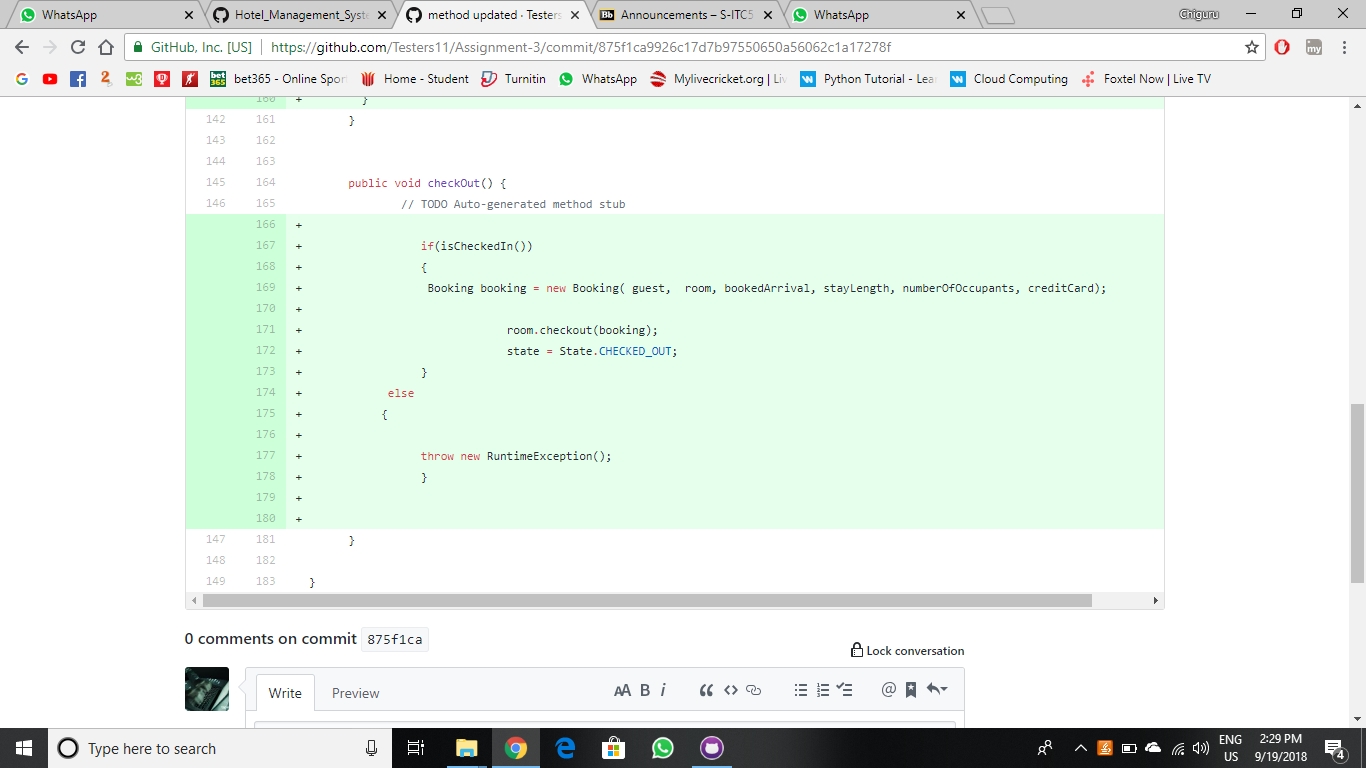 WhatsApp
Hotel_Management_Syste
method updated · Testers
Announcements – S-ITC5
WhatsApp
Chiguru
GitHub, Inc. [US]
https://github.com/Testers11/Assignment-3/commit/875f1ca9926c17d7b97550650a56062c1a17278f
bet365 - Online Spor
Home - Student
Turnitin
WhatsApp
Mylivecricket.org | Liv
Python Tutorial - Lea
Cloud Computing
Foxtel Now | Live TV
160 + }
142 161 }
143 162
144 163
145 164 public void checkOut() {
146 165 // TODO Auto-generated method stub
166 +
167 + if(isCheckedIn())
168 + {
169 + Booking booking = new Booking( guest, room, bookedArrival, stayLength, numberOfOccupants, creditCard);
170 +
171 + room.checkout(booking);
172 + state = State.CHECKED_OUT;
173 + }
174 + else
175 + {
176 +
177 + throw new RuntimeException();
178 + }
179 +
180 +
147 181 }
148 182
149 183 }
0 comments on commit 875f1ca
Lock conversation
Write
Preview
AA B i
Type here to search
ENG
US
2:29 PM
9/19/2018
4